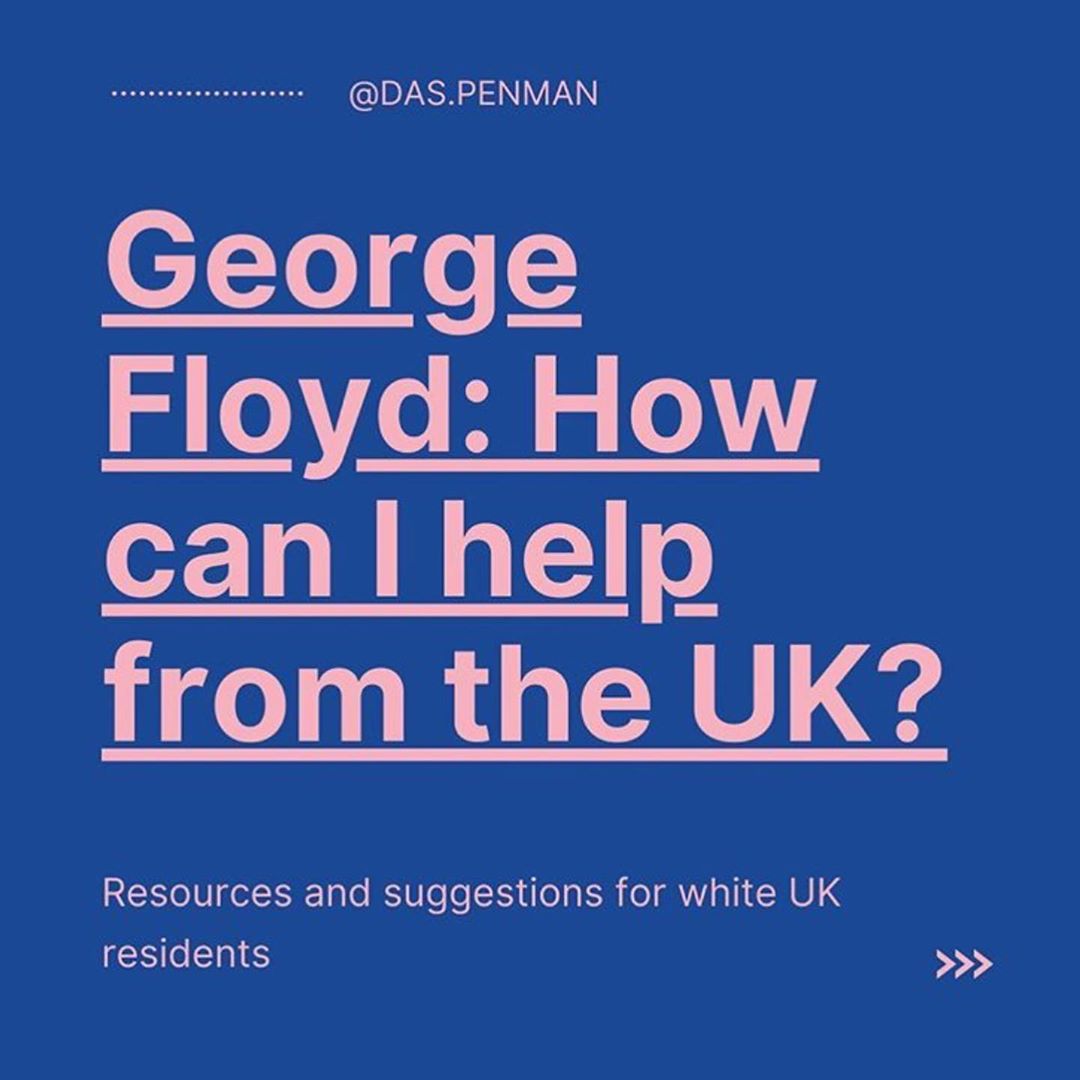 @DAS.PENMAN
George
Floyd: How
can I help
from the UK?
Resources and suggestions for white UK
residents
>>>